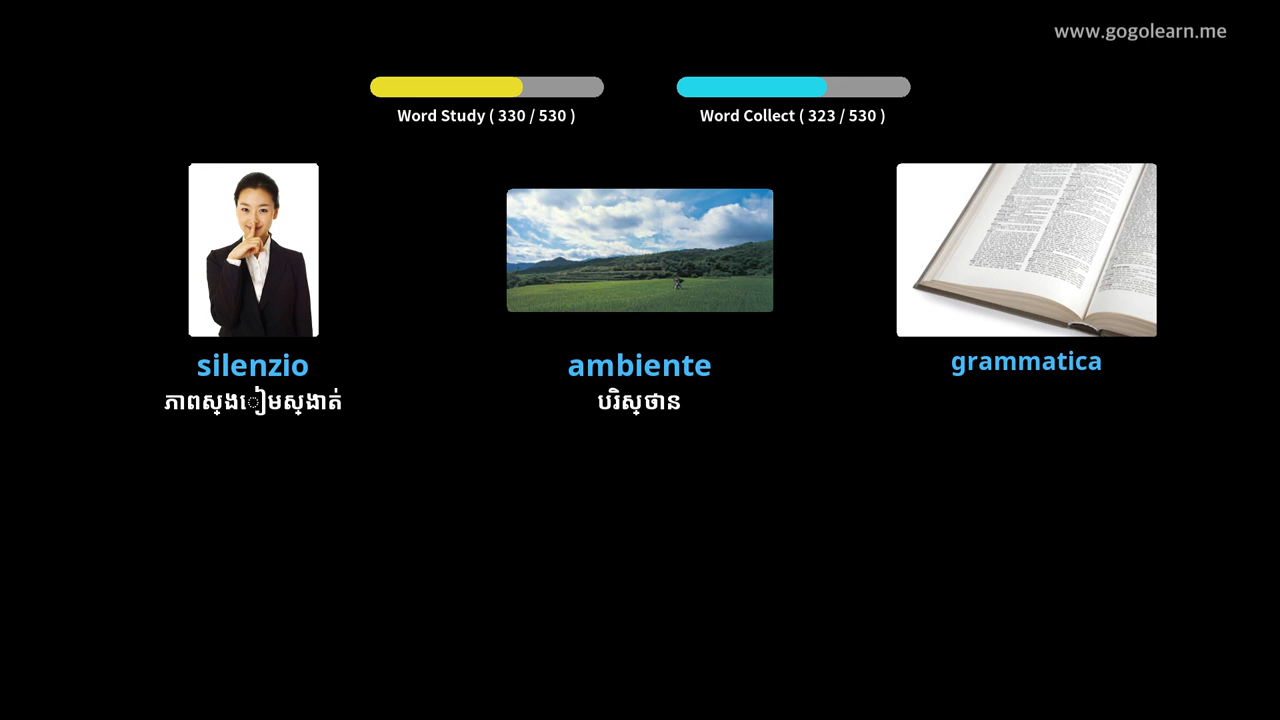 www.gogolearn.me
Word Study ( 330 / 530 )
Word Collect ( 323 / 530 )
silenzio
ភាពស្ងៀមស្ងាត់
ambiente
បរិស្ថាន
grammatica